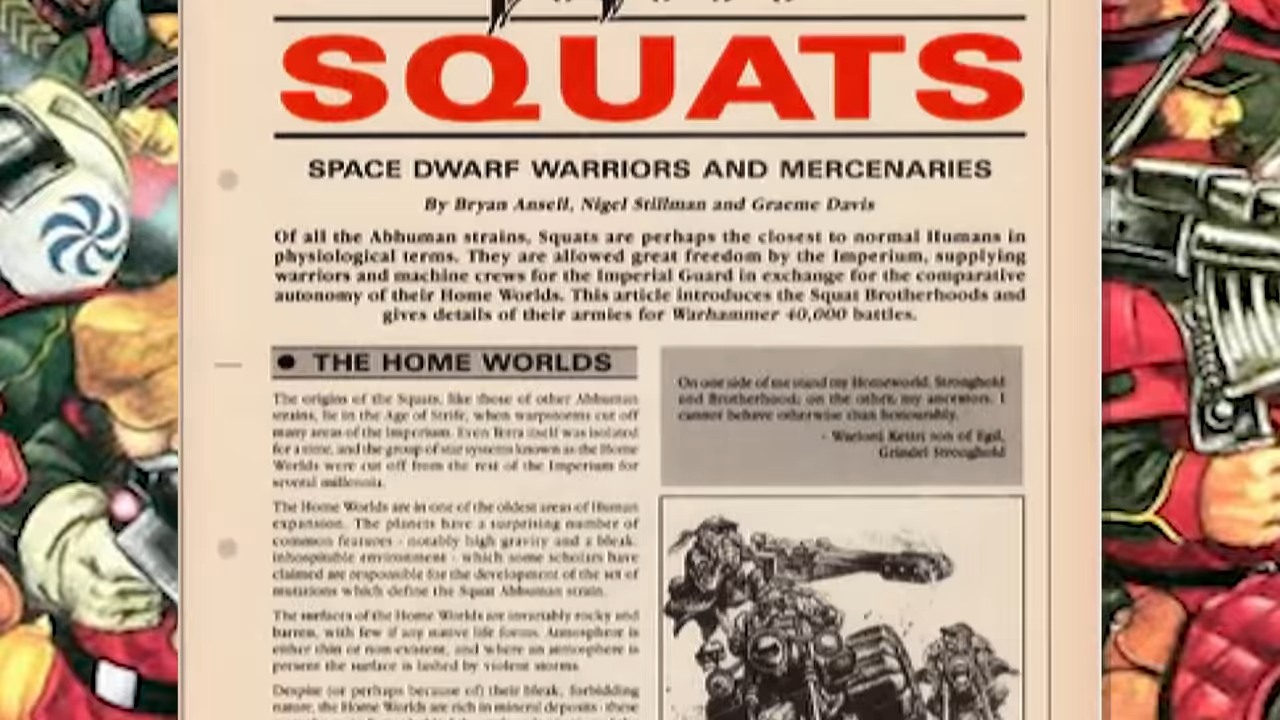 SQUATS
SPACE DWARF WARRIORS AND MERCENARIES
By Bryan Ansell, Nigel Stillman and Graeme Davis
Of all the Abhuman strains, Squats are perhaps the closest to normal Humans in
physiological terms. They are allowed great freedom by the Imperium, supplying
warriors and machine crews for the Imperial Guard in exchange for the comparative
autonomy of their Home Worlds. This article introduces the Squat Brotherhoods and
gives details of their armies for Warhammer 40,000 battles.
● THE HOME WORLDS
The origins of the Squats, like those of other Abhuman
strains, lie in the Age of Strife, when warpstorms cut off
many areas of the Imperium. Even Terra itself was isolated
for a time, and the group of star systems known as the Home
Worlds were cut off from the rest of the Imperium for
several millennia.
The Home Worlds are in one of the oldest areas of Human
expansion. The planets have a surprising number of
common features - notably high gravity and a bleak,
inhospitable environment - which some scholars have
claimed are responsible for the development of the set of
mutations which define the Squat Abhuman strain.
The surfaces of the Home Worlds are invariably rocky and
barren, with few if any native life forms. Atmosphere is
either thin or non-existent, and where an atmosphere is
present the surface is lashed by violent storms.
Despite (or perhaps because of) their bleak, forbidding
nature, the Home Worlds are rich in mineral deposits - these
On one side of me stand my Homeworld, Stronghold
and Brotherhood; on the other, my ancestors. I
cannot behave otherwise than honourably.
son of Egil,
Grindel Stronghold